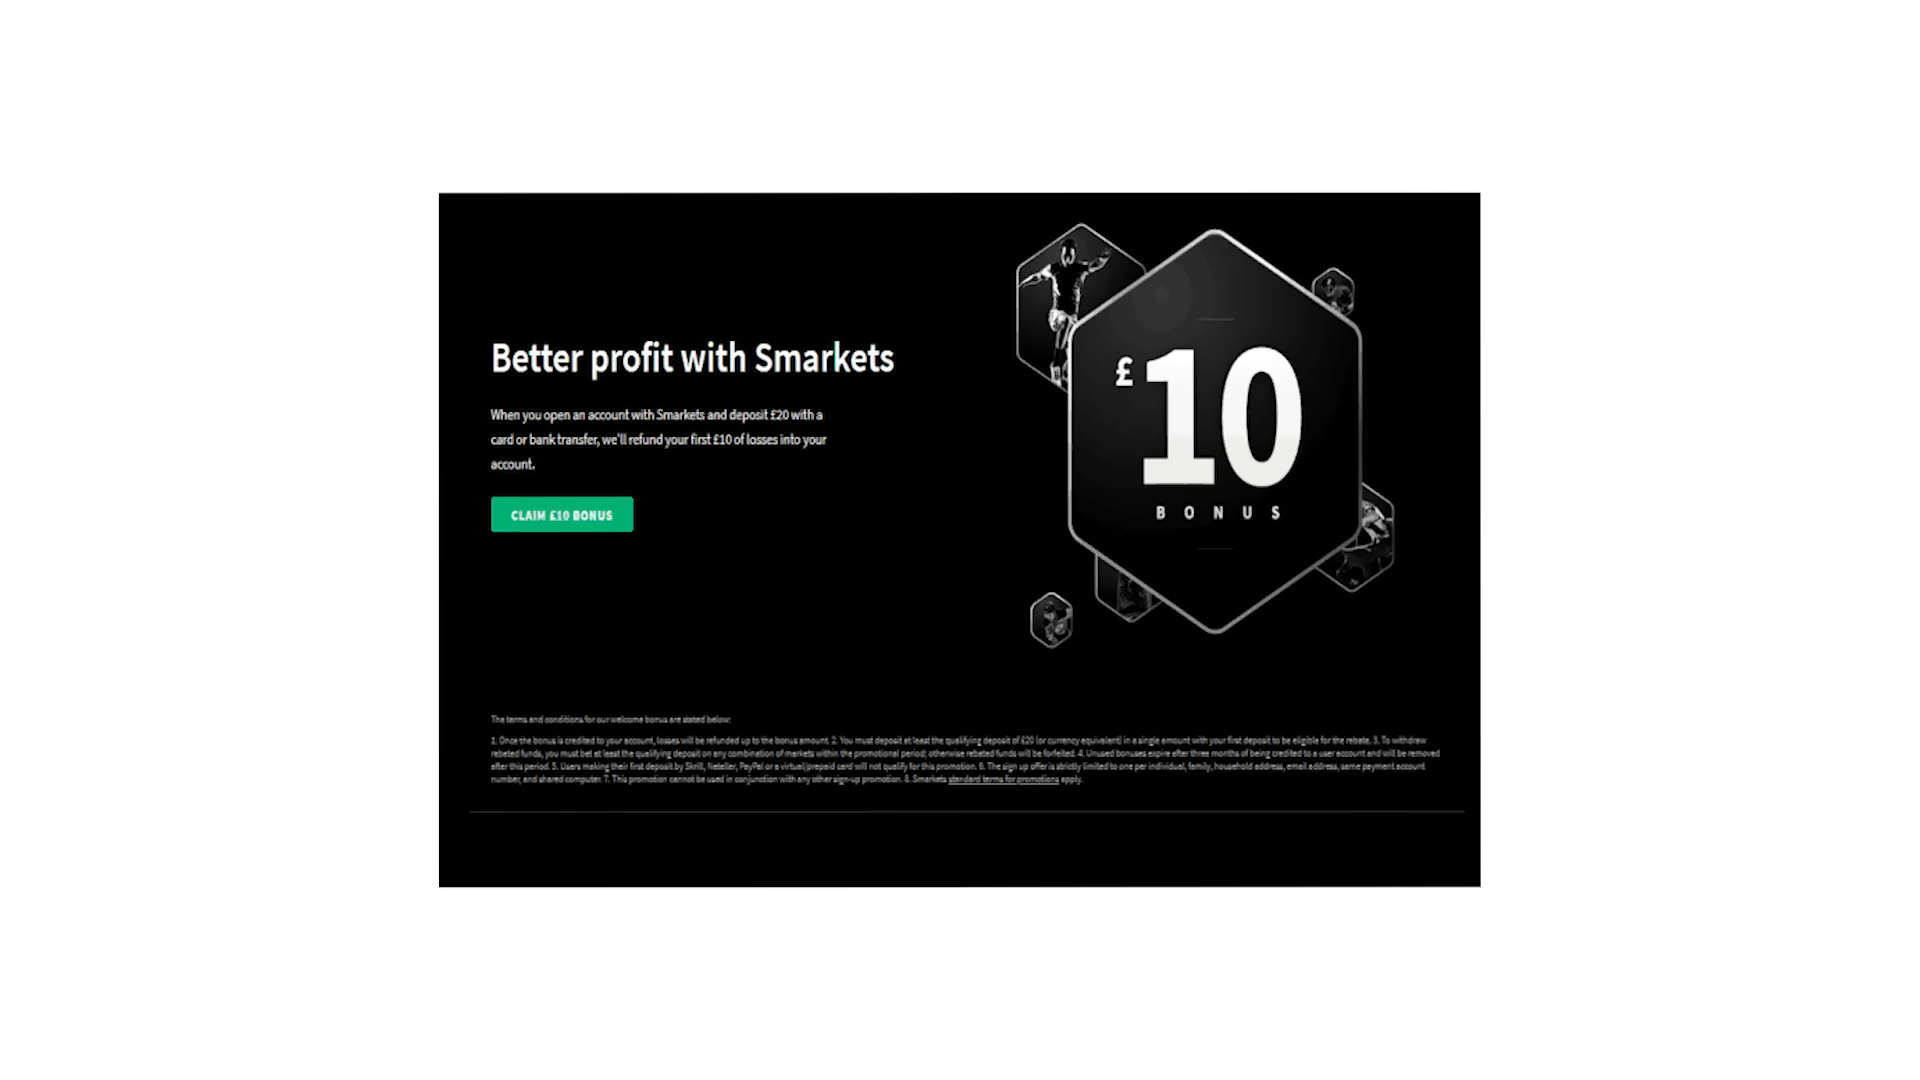 Better profit with Smarkets
When you open an account with Smarkets and deposit £20 with a
card or bank transfer, we'll refund your first £10 of losses into your
account.
CLAIM £10 BONUS
£10
BONUS
The terms and conditions for our welcome bonus are stated below:
1. Once the bonus is credited to your account, losses will be refunded up to the bonus amount. 2. You must deposit at least the qualifying deposit of £20 (or currency equivalent) in a single amount with your first deposit to be eligible for the rebate. 3. To withdraw
rebated funds, you must bet at least the qualifying deposit on any combination of markets within the promotional period; otherwise rebated funds will be forfeited. 4. Unused bonuses expire after three months of being credited to a user account and will be removed
after this period. 5. Users making their first deposit by Skrill, Neteller, PayPal or a virtual/prepaid card will not qualify for this promotion. 6. The sign up offer is strictly limited to one per individual, family, household address, email address, same payment account
number, and shared computer. 7. This promotion cannot be used in conjunction with any other sign-up promotion. 8. Smarkets standard terms for promotions apply.